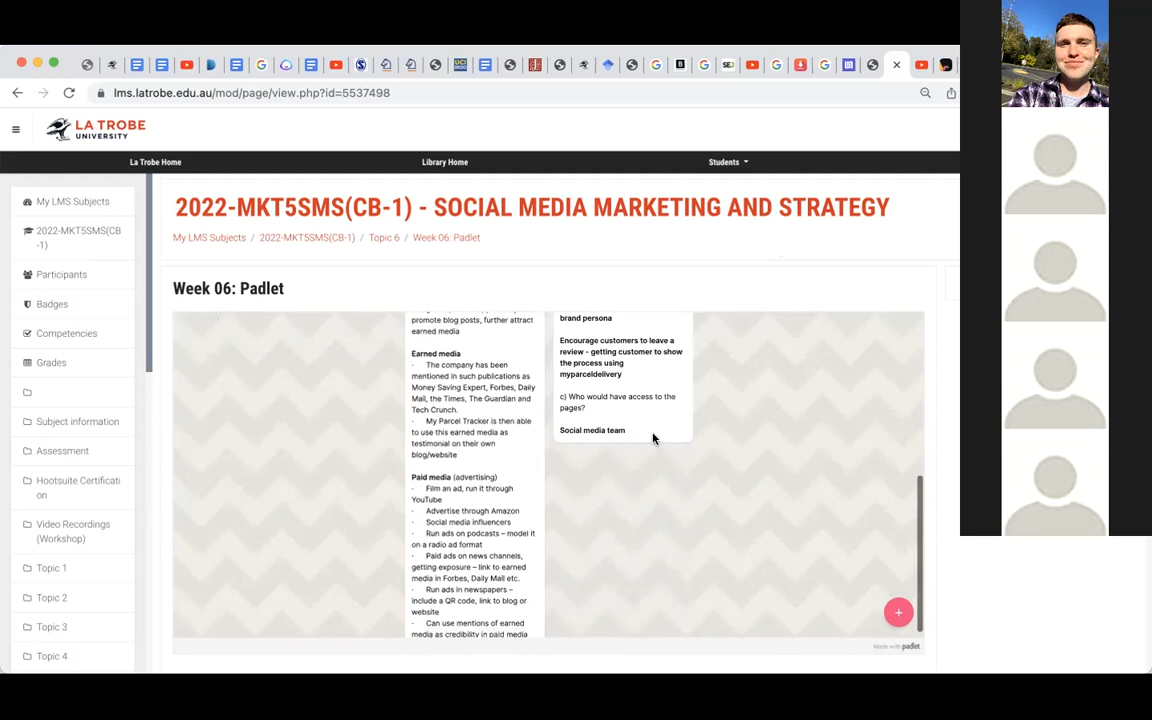 lms.latrobe.edu.au/mod/page/view.php?id=5537498
LA TROBE
UNIVERSITY
La Trobe Home
Library Home
Students
My LMS Subjects
2022-MKT5SMS(CB
-1)
Participants
Badges
Competencies
Grades
Subject information
Assessment
Hootsuite Certificati
on
Video Recordings
(Workshop)
Topic 1
Topic 2
Topic 3
Topic 4
2022-MKT5SMS(CB-1) - SOCIAL MEDIA MARKETING AND STRATEGY
My LMS Subjects / 2022-MKT5SMS(CB-1) / Topic 6 / Week 06: Padlet
Week 06: Padlet
promote blog posts, further attract
earned media
Earned media
· The company has been
mentioned in such publications as
Money Saving Expert, Forbes, Daily
Mail, the Times, The Guardian and
Tech Crunch.
· My Parcel Tracker is then able
to use this earned media as
testimonial on their own
blog/website
Paid media (advertising)
· Film an ad, run it through
YouTube
· Advertise through Amazon
· Social media influencers
· Run ads on podcasts – model it
on a radio ad format
· Paid ads on news channels,
getting exposure – link to earned
media in Forbes, Daily Mail etc.
· Run ads in newspapers –
include a QR code, link to blog or
website
· Can use mentions of earned
media as credibility in paid media
brand persona
Encourage customers to leave a
review - getting customer to show
the process using
myparceldelivery
c) Who would have access to the
pages?
Social media team
Made with padlet